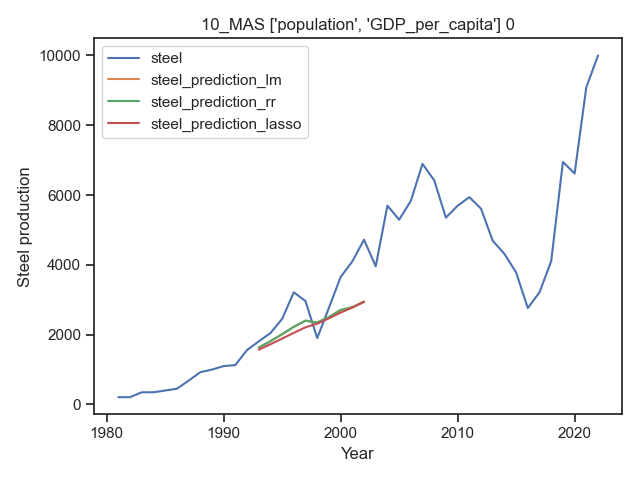 10_MAS ['population', 'GDP_per_capita'] 0
steel
steel_prediction_lm
steel_prediction_rr
steel_prediction_lasso
Steel production
10000
8000
6000
4000
2000
0
1980
1990
2000
2010
2020
Year